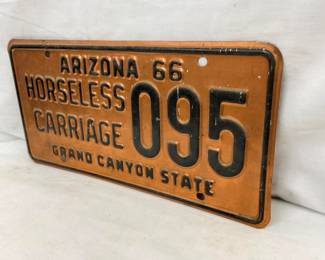 ARIZONA 66
HORSELESS
CARRIAGE 095
GRAND CANYON STATE